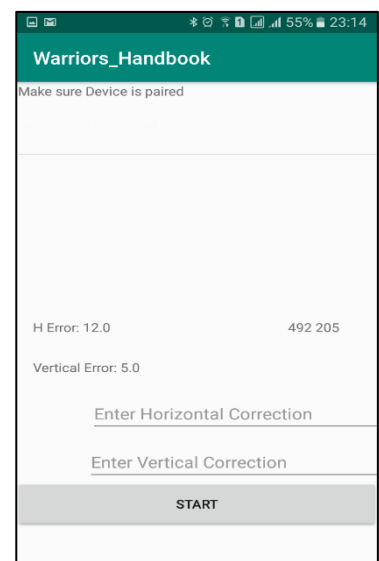 1 55% 23:14
Warriors_Handbook
Make sure Device is paired
H Error: 12.0 492 205
Vertical Error: 5.0
Enter Horizontal Correction
Enter Vertical Correction
START